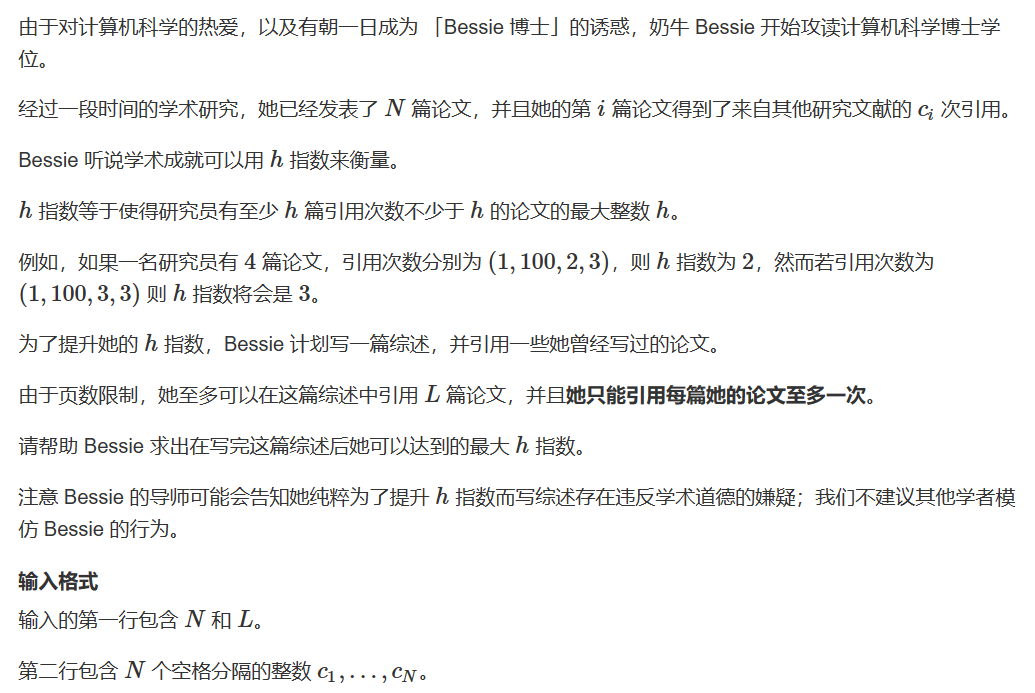 由于对计算机科学的热爱，以及有朝一日成为 「Bessie 博士」的诱惑，奶牛 Bessie 开始攻读计算机科学博士学
位。
经过一段时间的学术研究，她已经发表了 N 篇论文，并且她的第 i 篇论文得到了来自其他研究文献的 c_i 次引用。
Bessie 听说学术成就可以用 h 指数来衡量。
h 指数等于使得研究员有至少 h 篇引用次数不少于 h 的论文的最大整数 h。
例如，如果一名研究员有 4 篇论文，引用次数分别为 (1, 100, 2, 3)，则 h 指数为 2，然而若引用次数为
(1, 100, 3, 3) 则 h 指数将会是 3。
为了提升她的 h 指数，Bessie 计划写一篇综述，并引用一些她曾经写过的论文。
由于页数限制，她至多可以在这篇综述中引用 L 篇论文，并且她只能引用每篇她的论文至多一次。
请帮助 Bessie 求出在写完这篇综述后她可以达到的最大 h 指数。
注意 Bessie 的导师可能会告知她纯粹为了提升 h 指数而写综述存在违反学术道德的嫌疑；我们不建议其他学者模
仿 Bessie 的行为。
输入格式
输入的第一行包含 N 和 L。
第二行包含 N 个空格分隔的整数 c_1, . . . , c_N。